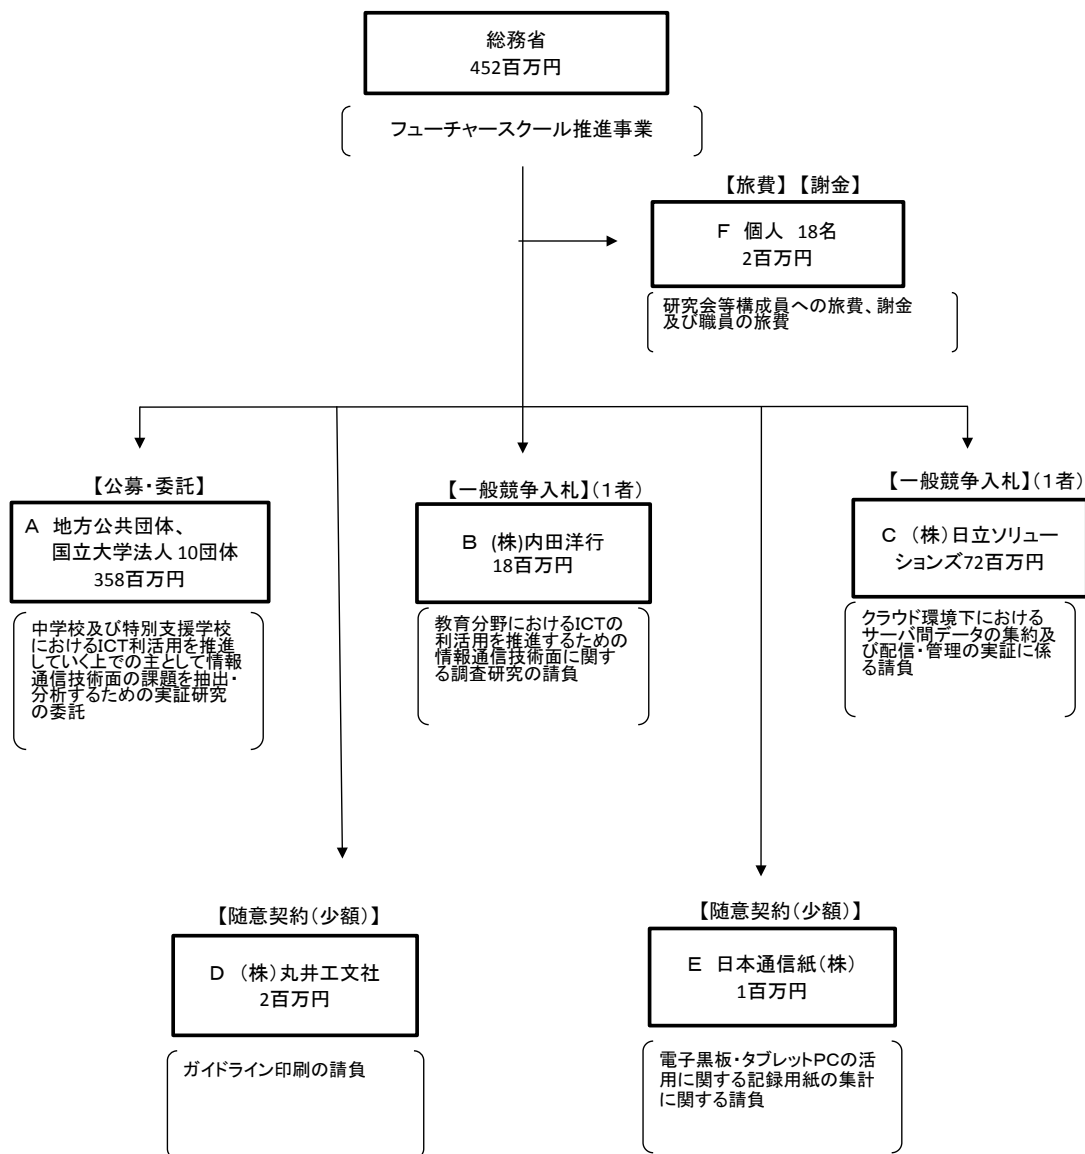 総務省
452百万円
フューチャースクール推進事業
【旅費】【謝金】
F 個人 18名
2百万円
研究会等構成員への旅費、謝金
及び職員の旅費
【公募・委託】
A 地方公共団体、
国立大学法人 10団体
358百万円
中学校及び特別支援学校
におけるICT利活用を推進
していく上での主として情報
通信技術面の課題を抽出・
分析するための実証研究
の委託
【一般競争入札】(1者)
B (株)内田洋行
18百万円
教育分野におけるICTの
利活用を推進するための
情報通信技術面に関す
る調査研究の請負
【一般競争入札】(1者)
C (株)日立ソリュー
ションズ72百万円
クラウド環境下における
サーバ間データの集約及
び配信・管理の実証に係
る請負
【随意契約(少額)】
D (株)丸井工文社
2百万円
ガイドライン印刷の請負
【随意契約(少額)】
E 日本通信紙(株)
1百万円
電子黒板・タブレットPCの活
用に関する記録用紙の集計
に関する請負